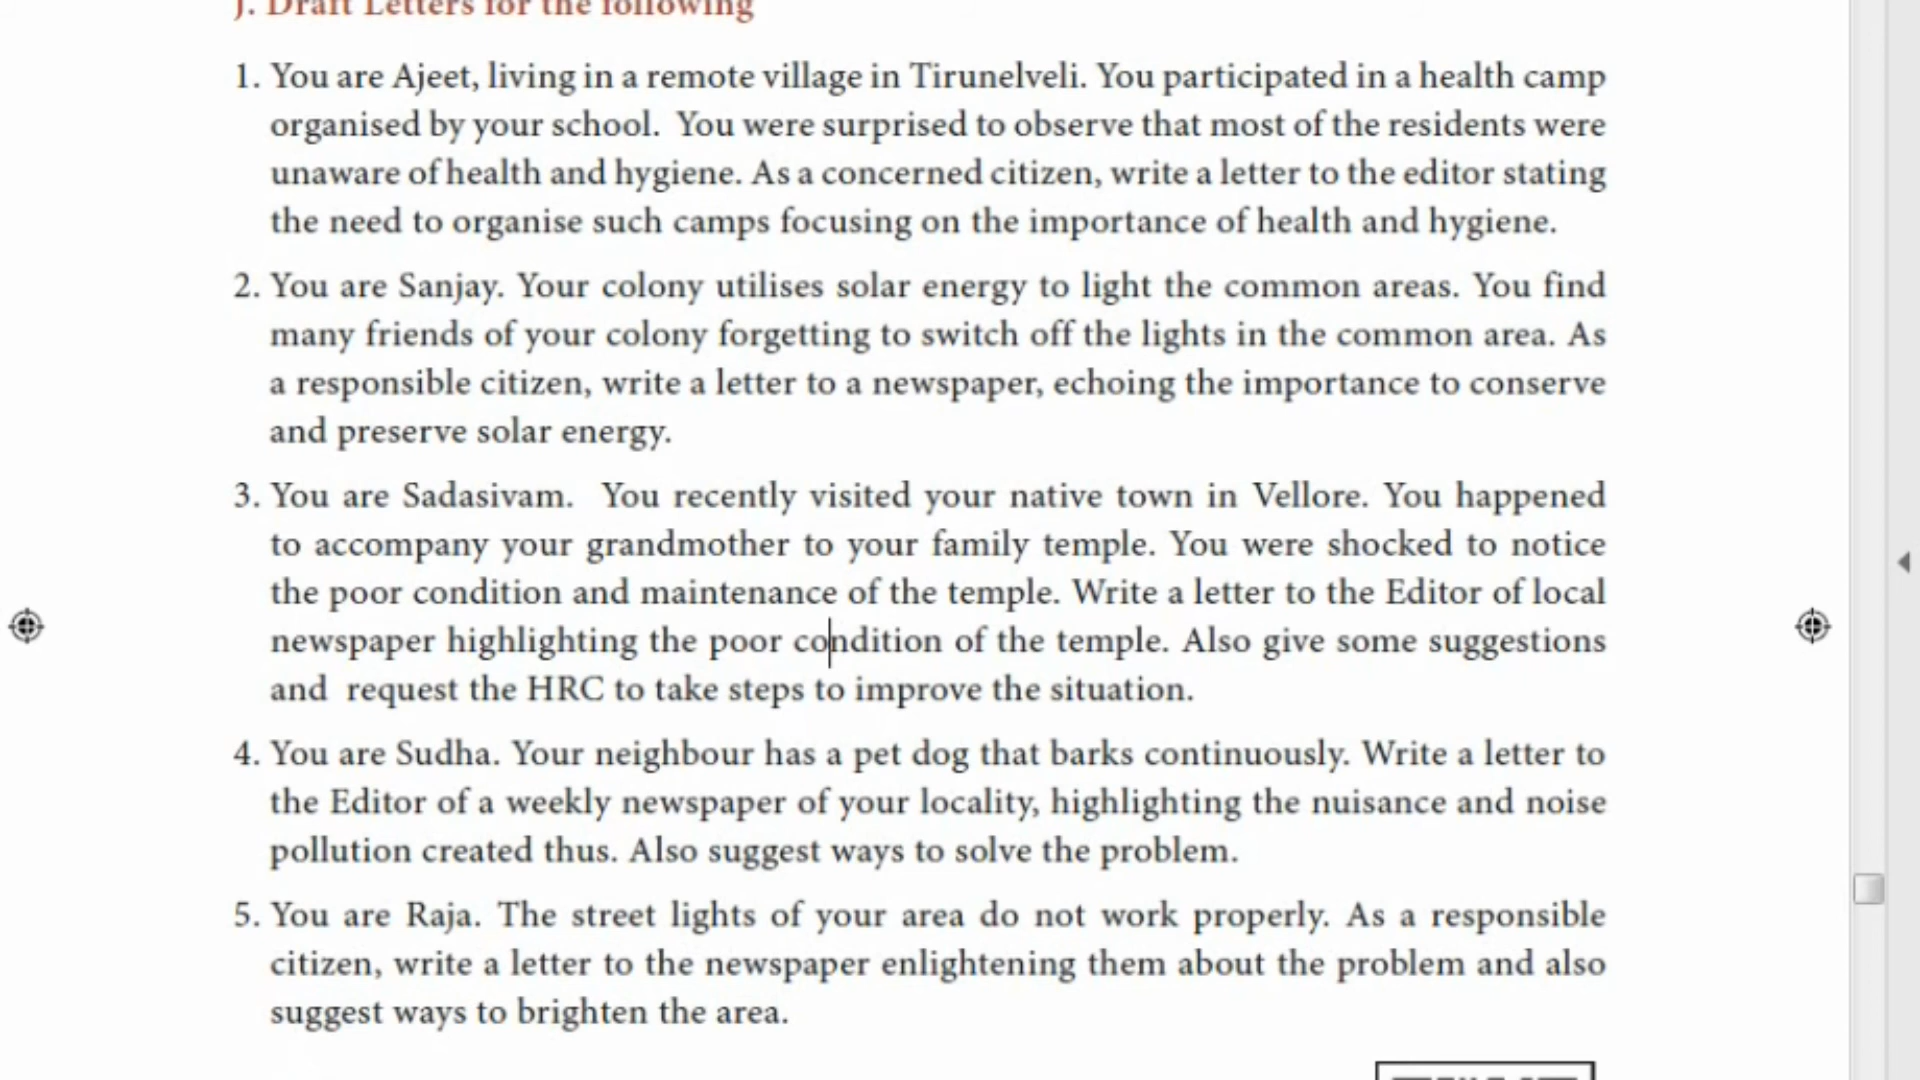 J. Draft Letters for the following
1. You are Ajeet, living in a remote village in Tirunelveli. You participated in a health camp
organised by your school. You were surprised to observe that most of the residents were
unaware of health and hygiene. As a concerned citizen, write a letter to the editor stating
the need to organise such camps focusing on the importance of health and hygiene.
2. You are Sanjay. Your colony utilises solar energy to light the common areas. You find
many friends of your colony forgetting to switch off the lights in the common area. As
a responsible citizen, write a letter to a newspaper, echoing the importance to conserve
and preserve solar energy.
3. You are Sadasivam. You recently visited your native town in Vellore. You happened
to accompany your grandmother to your family temple. You were shocked to notice
the poor condition and maintenance of the temple. Write a letter to the Editor of local
newspaper highlighting the poor condition of the temple. Also give some suggestions
and request the HRC to take steps to improve the situation.
4. You are Sudha. Your neighbour has a pet dog that barks continuously. Write a letter to
the Editor of a weekly newspaper of your locality, highlighting the nuisance and noise
pollution created thus. Also suggest ways to solve the problem.
5. You are Raja. The street lights of your area do not work properly. As a responsible
citizen, write a letter to the newspaper enlightening them about the problem and also
suggest ways to brighten the area.